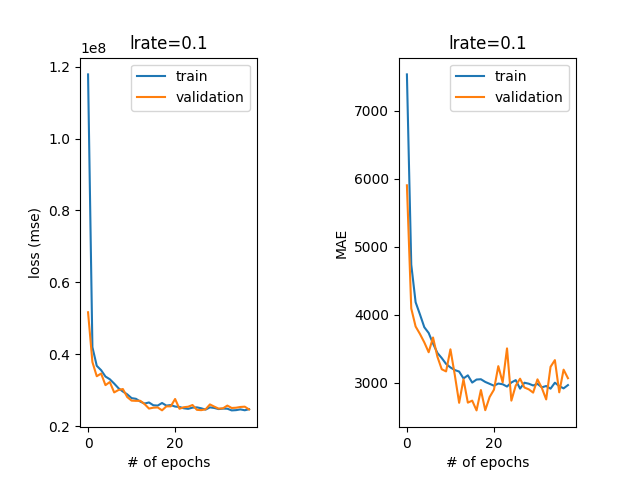 lrate=0.1
1e8
train
validation
1.2
1.0
0.8
0.6
0.4
0.2
loss (mse)
0
20
# of epochs
lrate=0.1
train
validation
7000
6000
5000
4000
3000
MAE
0
20
# of epochs